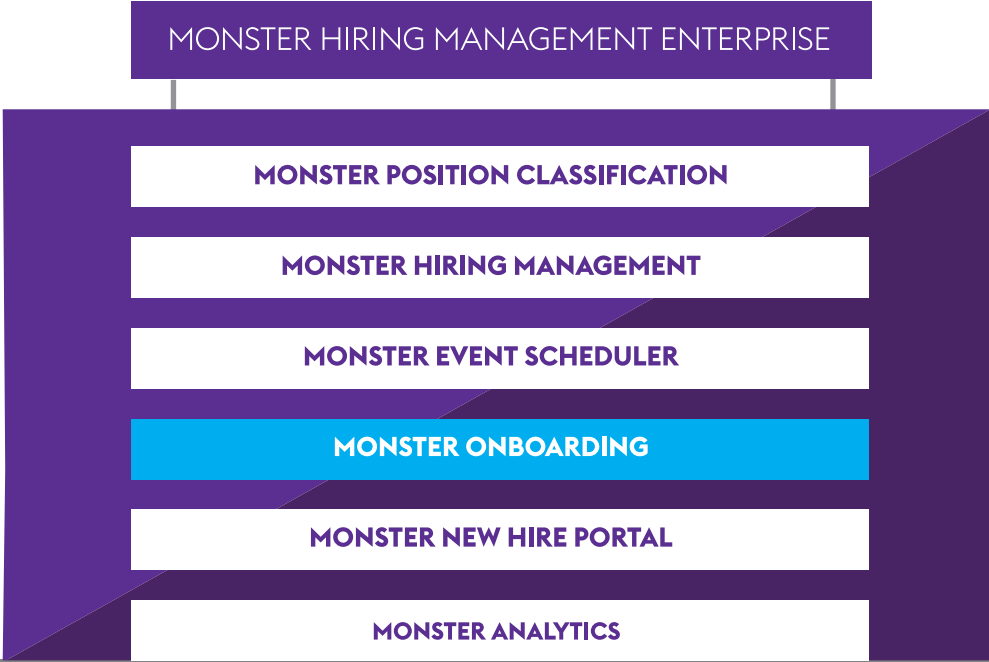 MONSTER HIRING MANAGEMENT ENTERPRISE
MONSTER POSITION CLASSIFICATION
MONSTER HIRING MANAGEMENT
MONSTER EVENT SCHEDULER
MONSTER ONBOARDING
MONSTER NEW HIRE PORTAL
MONSTER ANALYTICS